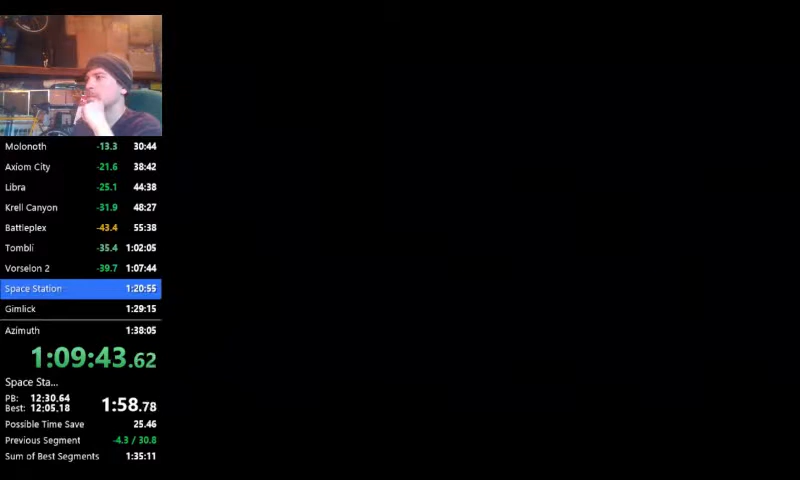 Molonoth -13.3 30:44
Axiom City -21.6 38:42
Libra -25.1 44:38
Krell Canyon -31.9 48:27
Battleplex -43.4 55:38
Tombli -35.4 1:02:05
Vorselon 2 -39.7 1:07:44
Space Station 1:20:55
Gimlick 1:29:15
Azimuth 1:38:05
1:09:43.62
Space Sta...
PB: 12:30.64
Best: 12:05.18 1:58.78
Possible Time Save 25.46
Previous Segment -4.3 / 30.8
Sum of Best Segments 1:35:11